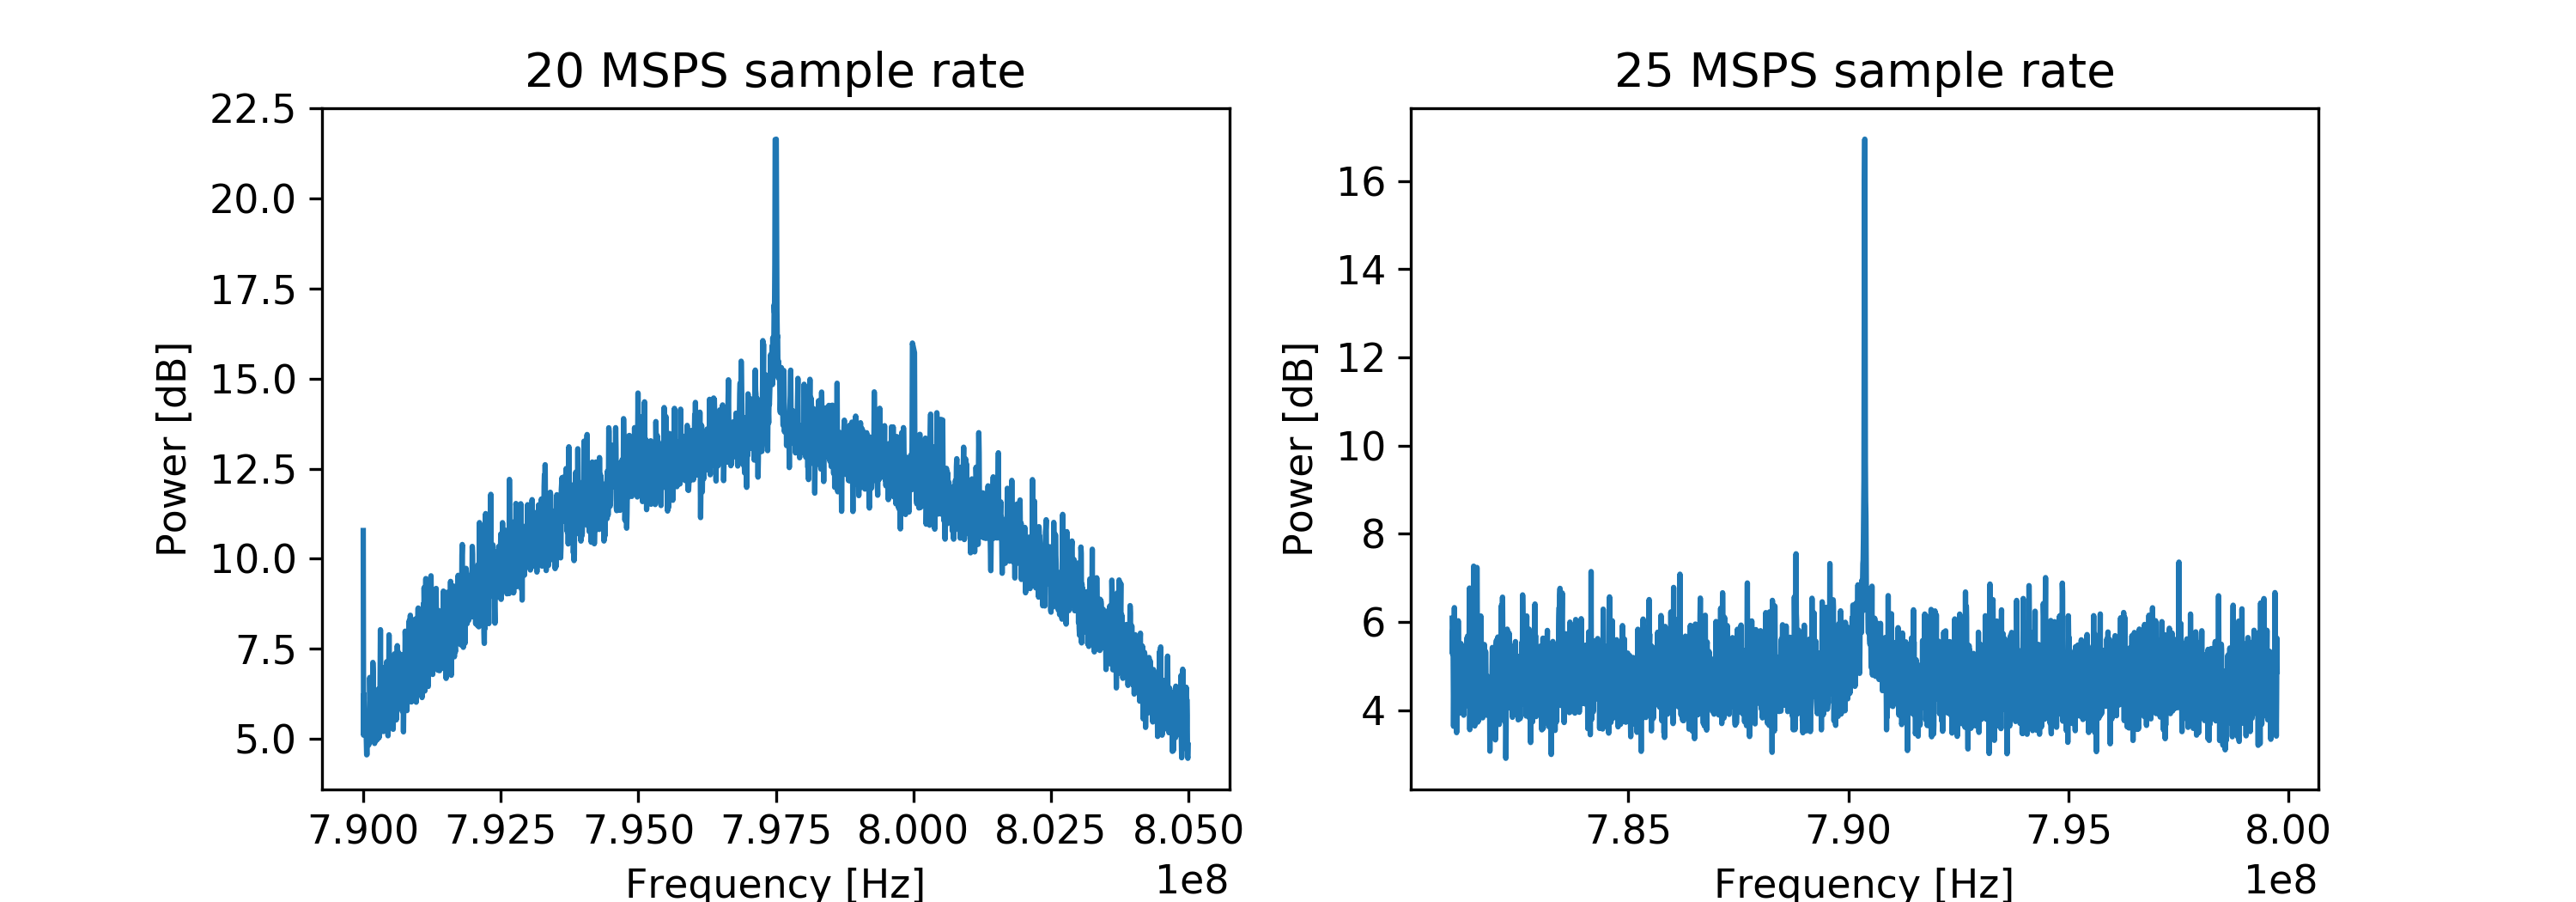 20 MSPS sample rate
22.5
20.0
17.5
15.0
12.5
10.0
7.5
5.0
Power [dB]
7.900 7.925 7.950 7.975 8.000 8.025 8.050
1e8
Frequency [Hz]
25 MSPS sample rate
16
14
12
10
8
6
4
Power [dB]
7.85 7.90 7.95 8.00
1e8
Frequency [Hz]